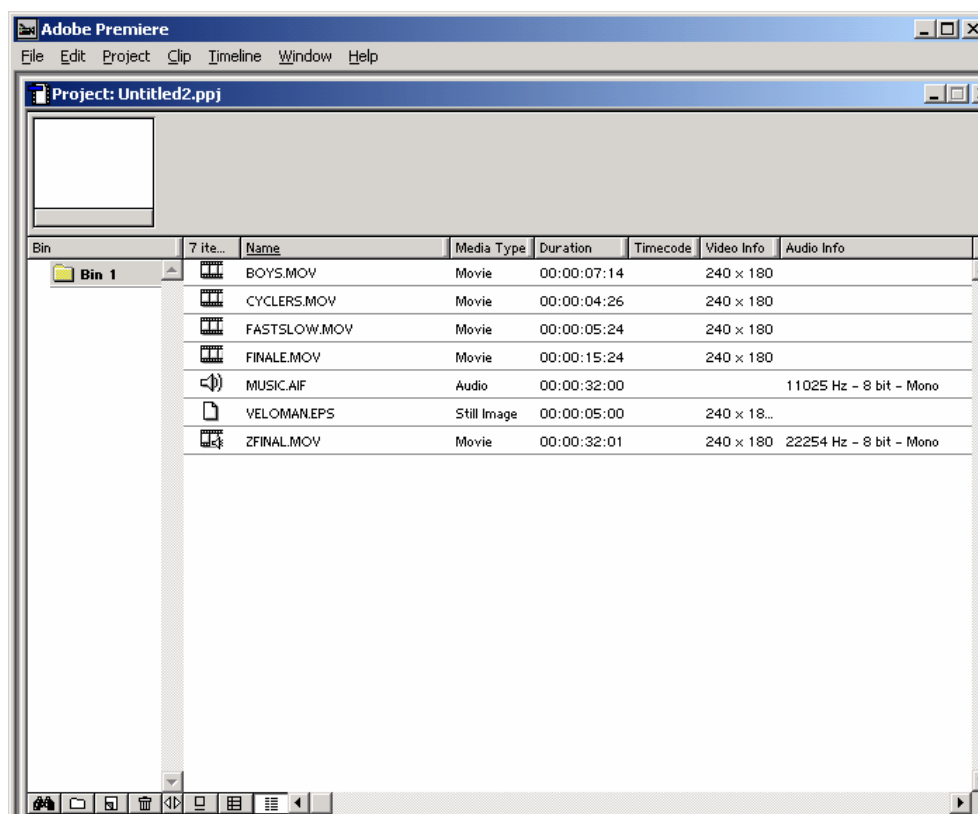 Adobe Premiere
File Edit Project Clip Timeline Window Help
Project: Untitled2.ppj
Bin 7 ite... Name Media Type Duration Timecode Video Info Audio Info
Bin 1 BOYS.MOV Movie 00:00:07:14 240 × 180
CYCLERS.MOV Movie 00:00:04:26 240 × 180
FASTSLOW.MOV Movie 00:00:05:24 240 × 180
FINALE.MOV Movie 00:00:15:24 240 × 180
MUSIC.AIF Audio 00:00:32:00 11025 Hz – 8 bit – Mono
VELOMAN.EPS Still Image 00:00:05:00 240 × 18...
ZFINAL.MOV Movie 00:00:32:01 240 × 180 22254 Hz – 8 bit – Mono